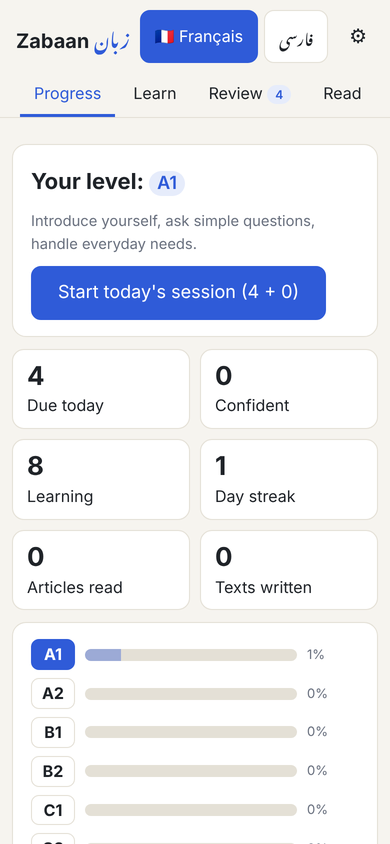 Zabaan زبان 🇫🇷 Français فارسی ⚙
Progress Learn Review 4 Read
Your level: A1
Introduce yourself, ask simple questions,
handle everyday needs.
Start today's session (4 + 0)
4
Due today
0
Confident
8
Learning
1
Day streak
0
Articles read
0
Texts written
A1 1%
A2 0%
B1 0%
B2 0%
C1 0%